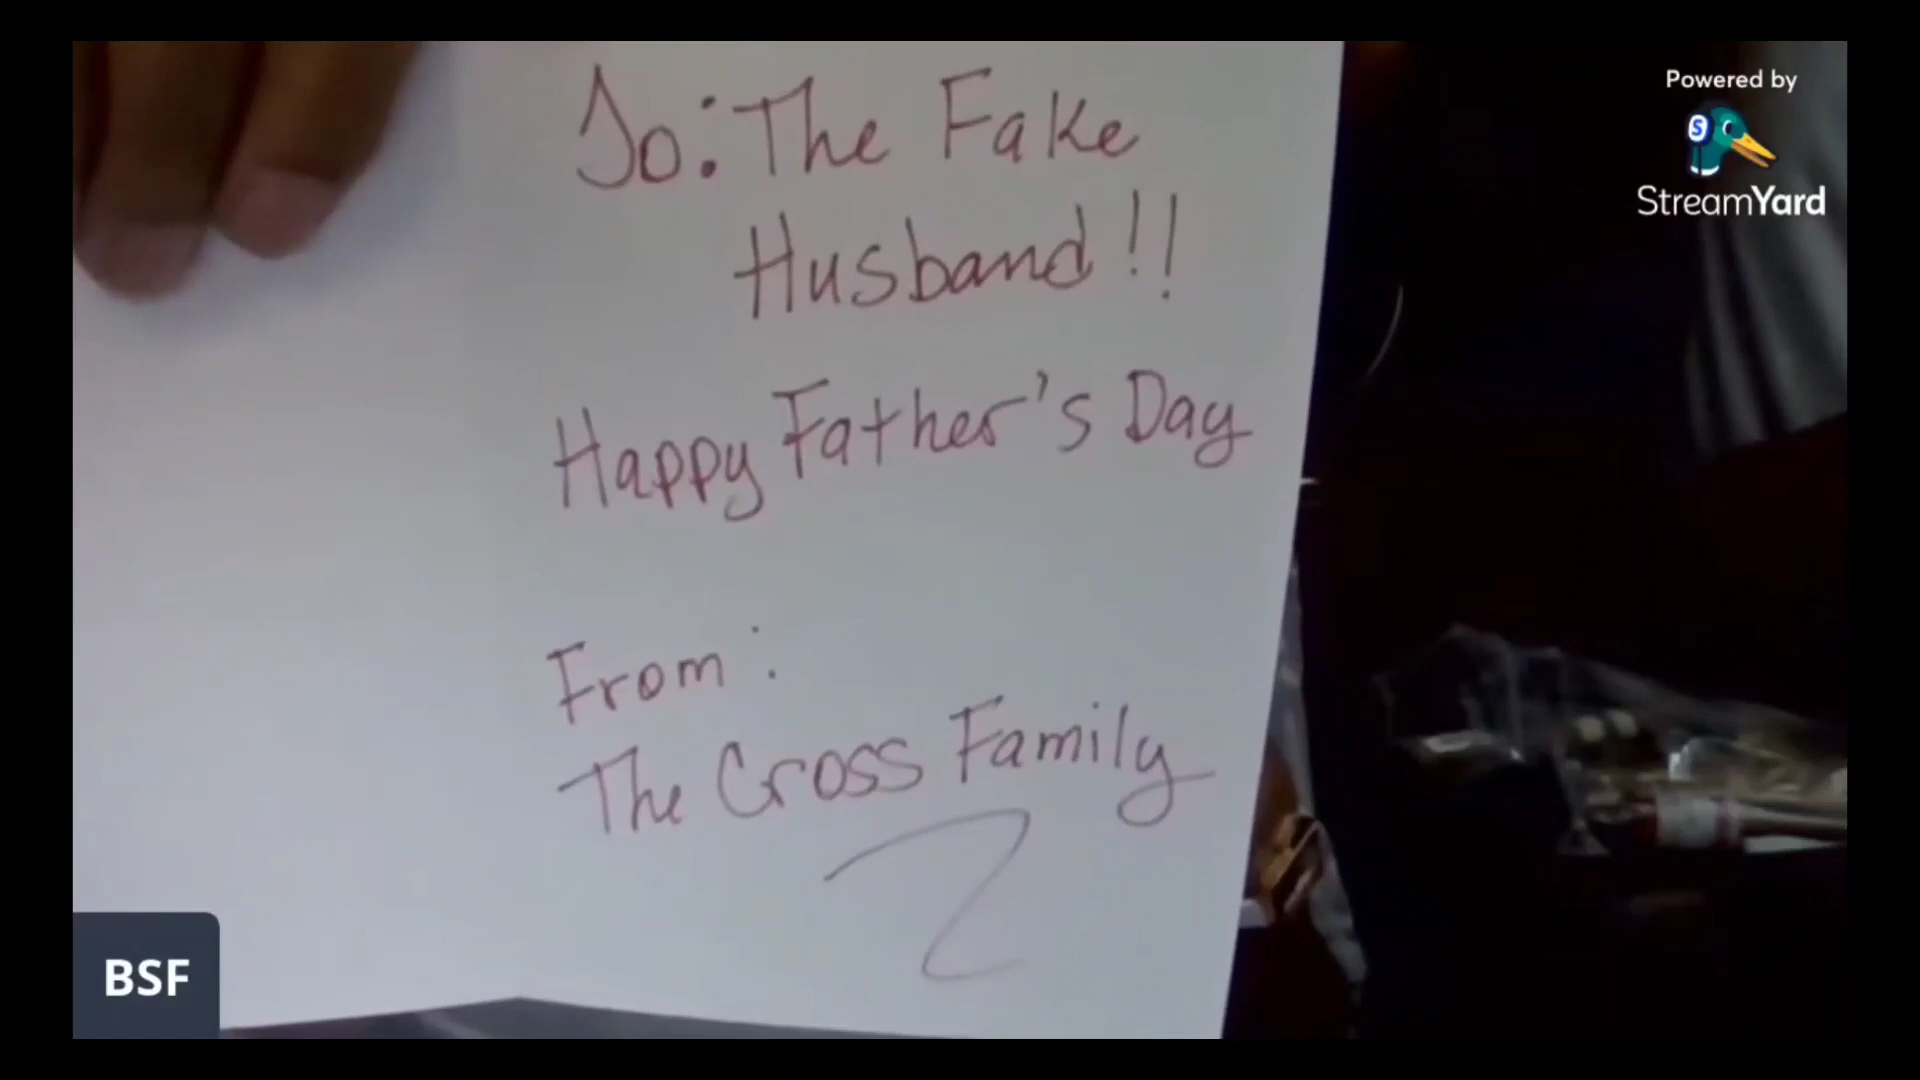 To: The Fake
Husband!!
Happy Father's Day
From:
The Cross Family
Powered by
StreamYard
BSF